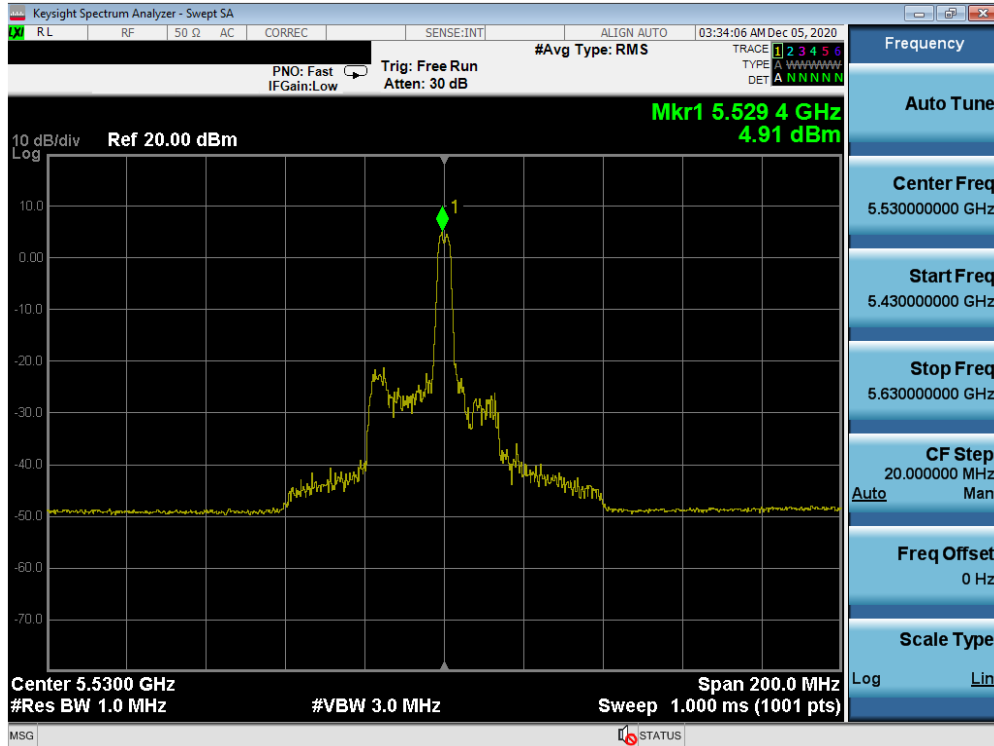 Keysight Spectrum Analyzer - Swept SA
LXI RL RF 50 Ω AC CORREC SENSE:INT ALIGN AUTO 03:34:06 AM Dec 05, 2020
PNO: Fast
IFGain:Low
Trig: Free Run
Atten: 30 dB
#Avg Type: RMS
TRACE 1 2 3 4 5 6
TYPE A WWWWW
DET A N N N N N
Mkr1 5.529 4 GHz
4.91 dBm
10 dB/div
Log
Ref 20.00 dBm
1
10.0
0.00
-10.0
-20.0
-30.0
-40.0
-50.0
-60.0
-70.0
Center 5.5300 GHz
#Res BW 1.0 MHz
#VBW 3.0 MHz
Span 200.0 MHz
Sweep 1.000 ms (1001 pts)
MSG
STATUS
Frequency
Auto Tune
Center Freq
5.530000000 GHz
Start Freq
5.430000000 GHz
Stop Freq
5.630000000 GHz
CF Step
20.000000 MHz
Auto Man
Freq Offset
0 Hz
Scale Type
Log Lin